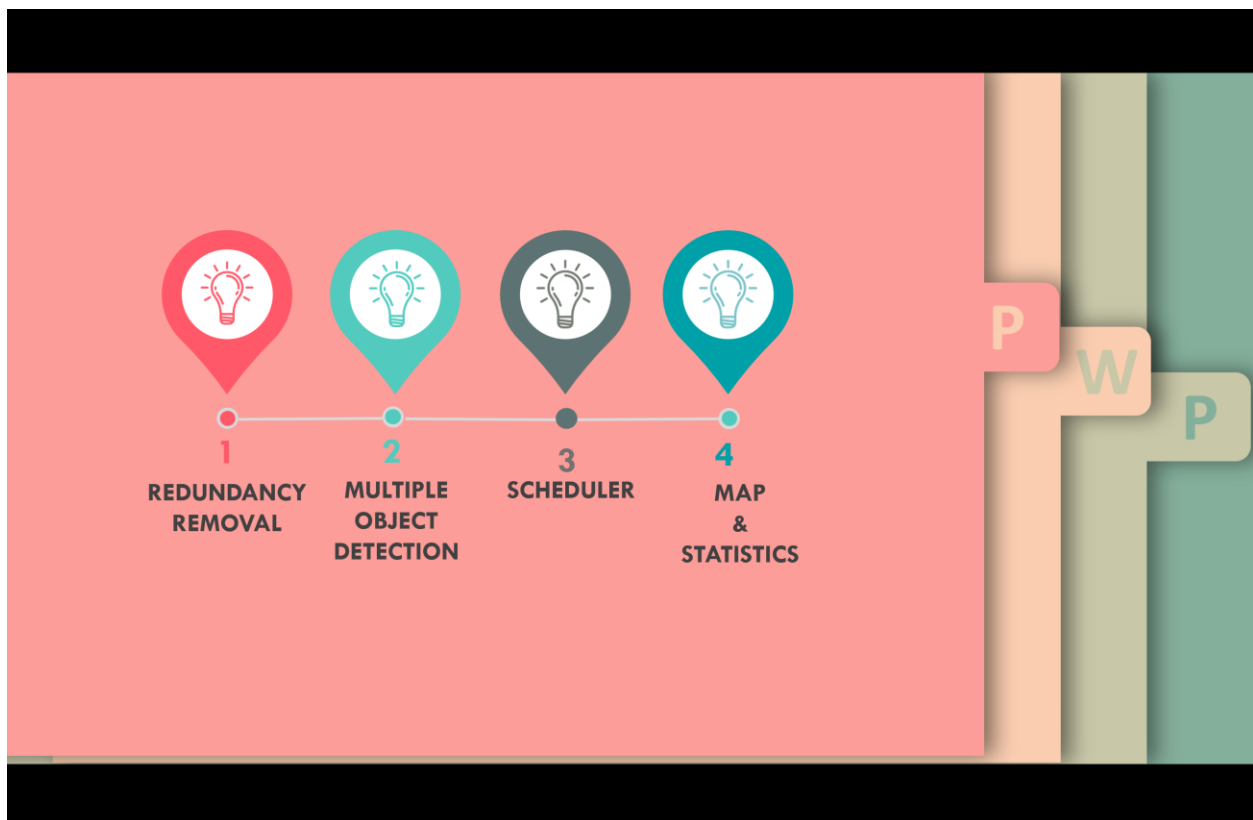 1
REDUNDANCY
REMOVAL
2
MULTIPLE
OBJECT
DETECTION
3
SCHEDULER
4
MAP
&
STATISTICS
P
W
P